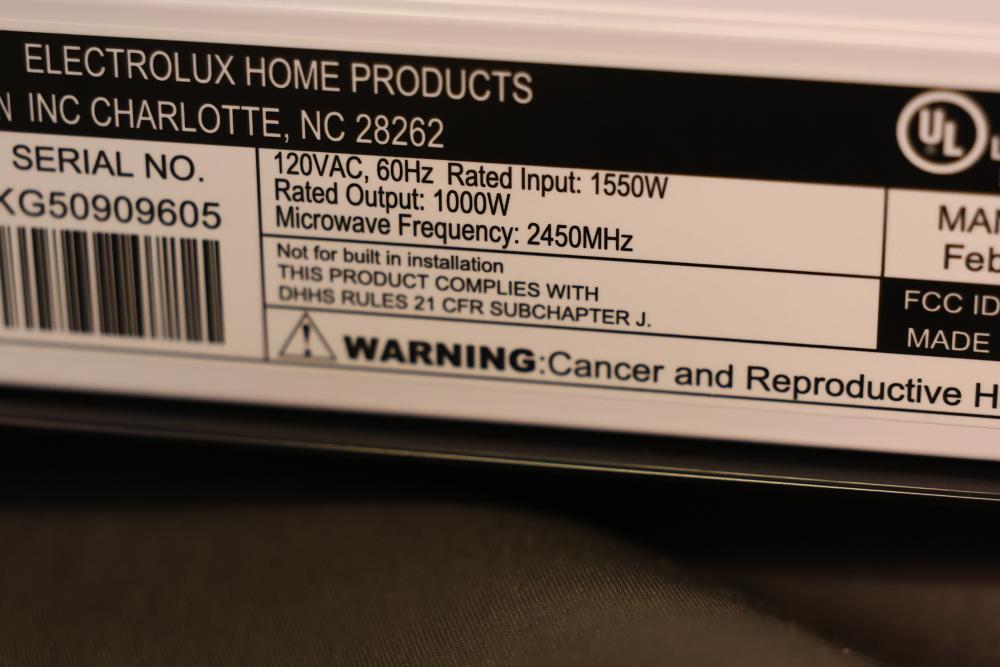 ELECTROLUX HOME PRODUCTS
N INC CHARLOTTE, NC 28262
UL
SERIAL NO.
KG50909605
120VAC, 60Hz Rated Input: 1550W
Rated Output: 1000W
Microwave Frequency: 2450MHz
Not for built in installation
THIS PRODUCT COMPLIES WITH
DHHS RULES 21 CFR SUBCHAPTER J.
WARNING:Cancer and Reproductive H
MAN
Feb
FCC ID
MADE